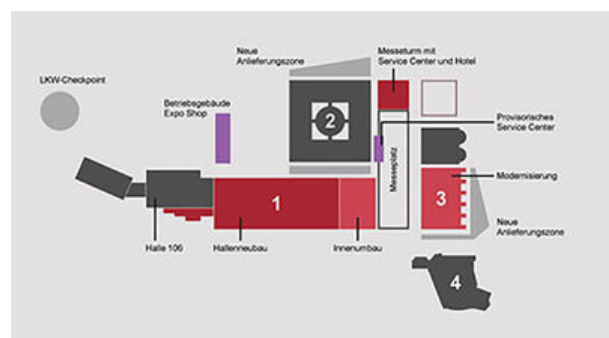 Neue
Anlieferungszone
Messeturm mit
Service Center und Hotel
LKW-Checkpoint
Betriebsgebäude
Expo Shop
2
Provisorisches
Service Center
Messeplatz
Modernisierung
1
3
Neue
Anlieferungszone
Halle 106
Hallenneubau
Innenumbau
4